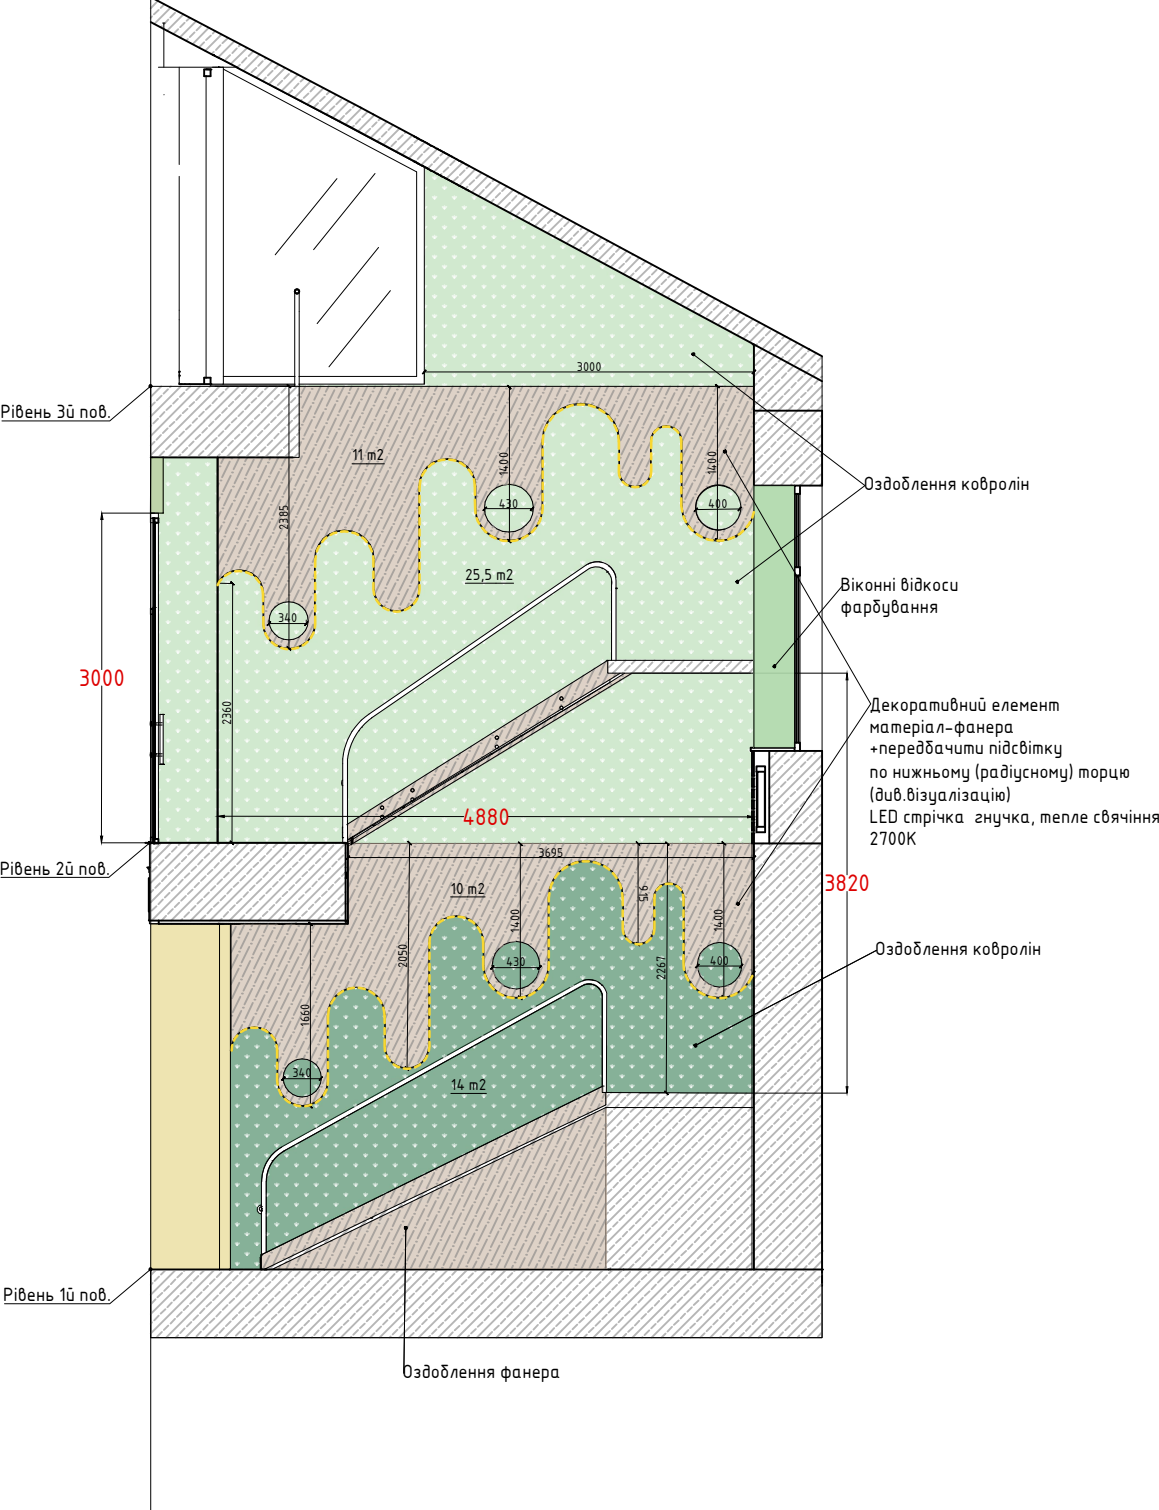 3000
Рівень 3й пов.
11 m2
1400
1400
Оздоблення ковролін
430
400
2385
25,5 m2
Віконні відкоси
фарбування
340
3000
2360
Декоративний елемент
матеріал-фанера
+передбачити підсвітку
по нижньому (радіусному) торцю
(див.візуалізацію)
LED стрічка гнучка, тепле свячіння
2700К
4880
3695
Рівень 2й пов.
3820
10 m2
915
1400
1400
2050
Оздоблення ковролін
430
400
2267
1660
340
14 m2
Рівень 1й пов.
Оздоблення фанера